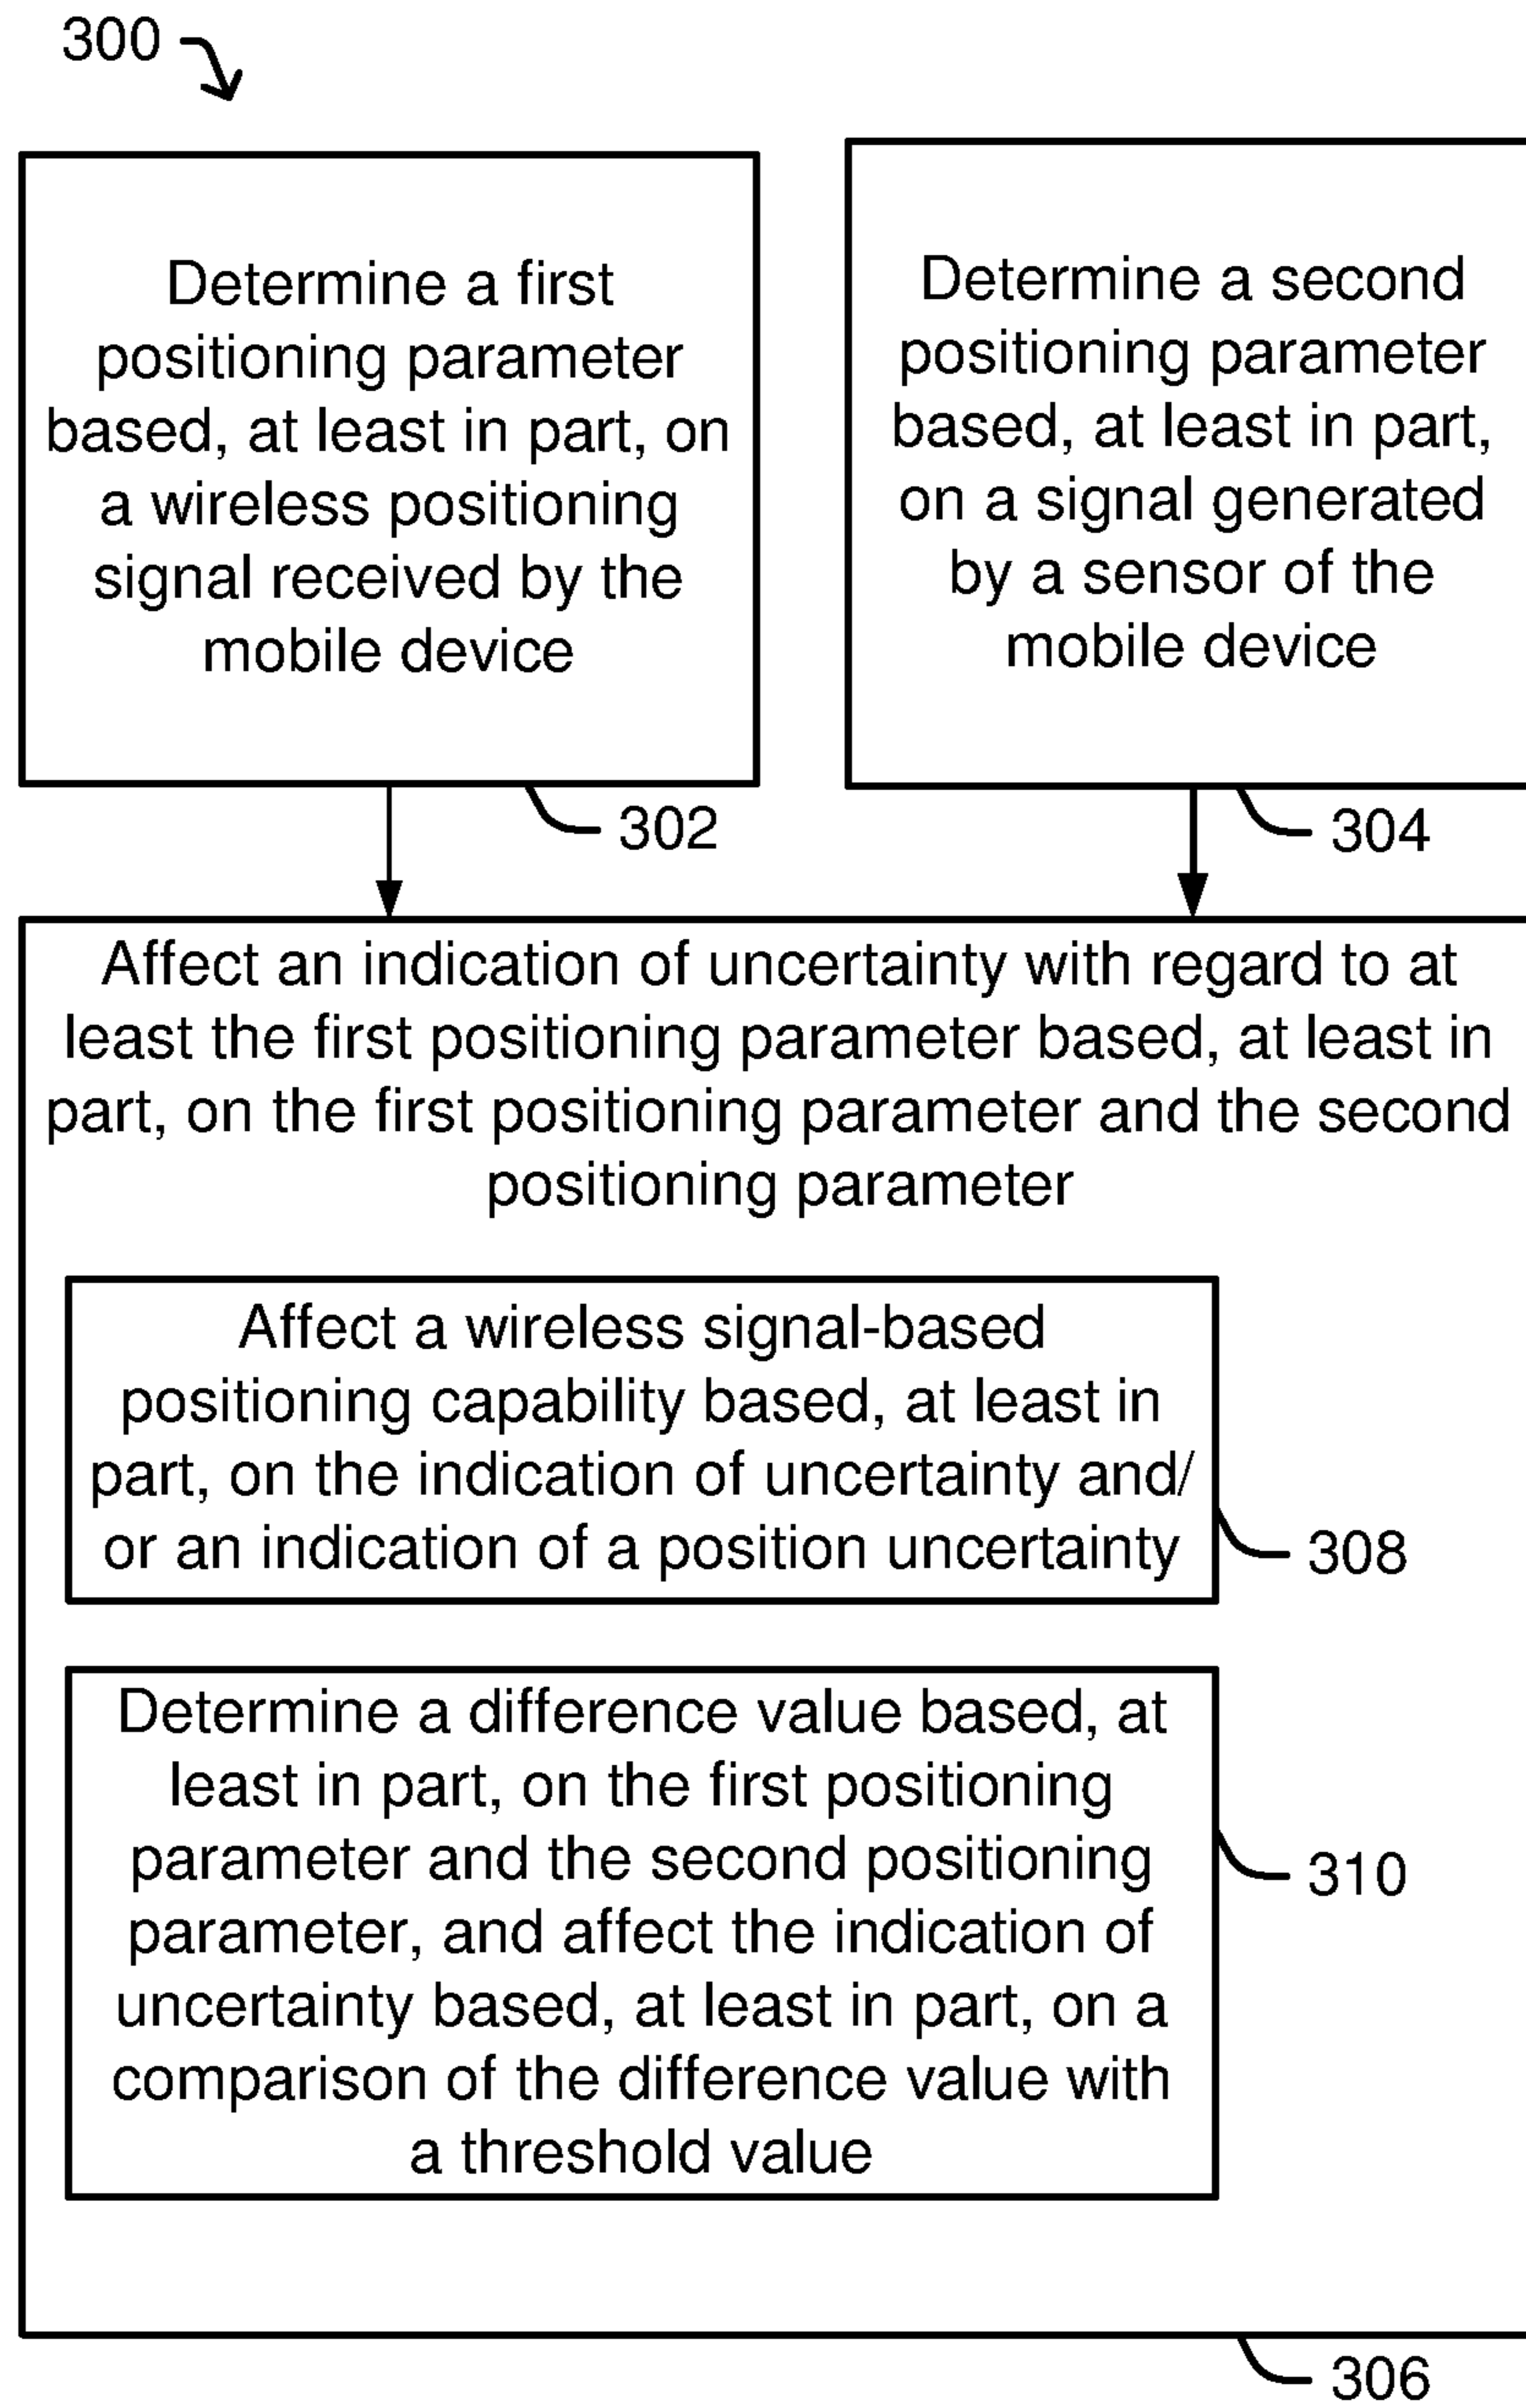 300
Determine a first
positioning parameter
based, at least in part, on
a wireless positioning
signal received by the
mobile device
302
Determine a second
positioning parameter
based, at least in part,
on a signal generated
by a sensor of the
mobile device
304
Affect an indication of uncertainty with regard to at
least the first positioning parameter based, at least in
part, on the first positioning parameter and the second
positioning parameter
Affect a wireless signal-based
positioning capability based, at least in
part, on the indication of uncertainty and/
or an indication of a position uncertainty
308
Determine a difference value based, at
least in part, on the first positioning
parameter and the second positioning
parameter, and affect the indication of
uncertainty based, at least in part, on a
comparison of the difference value with
a threshold value
310
306